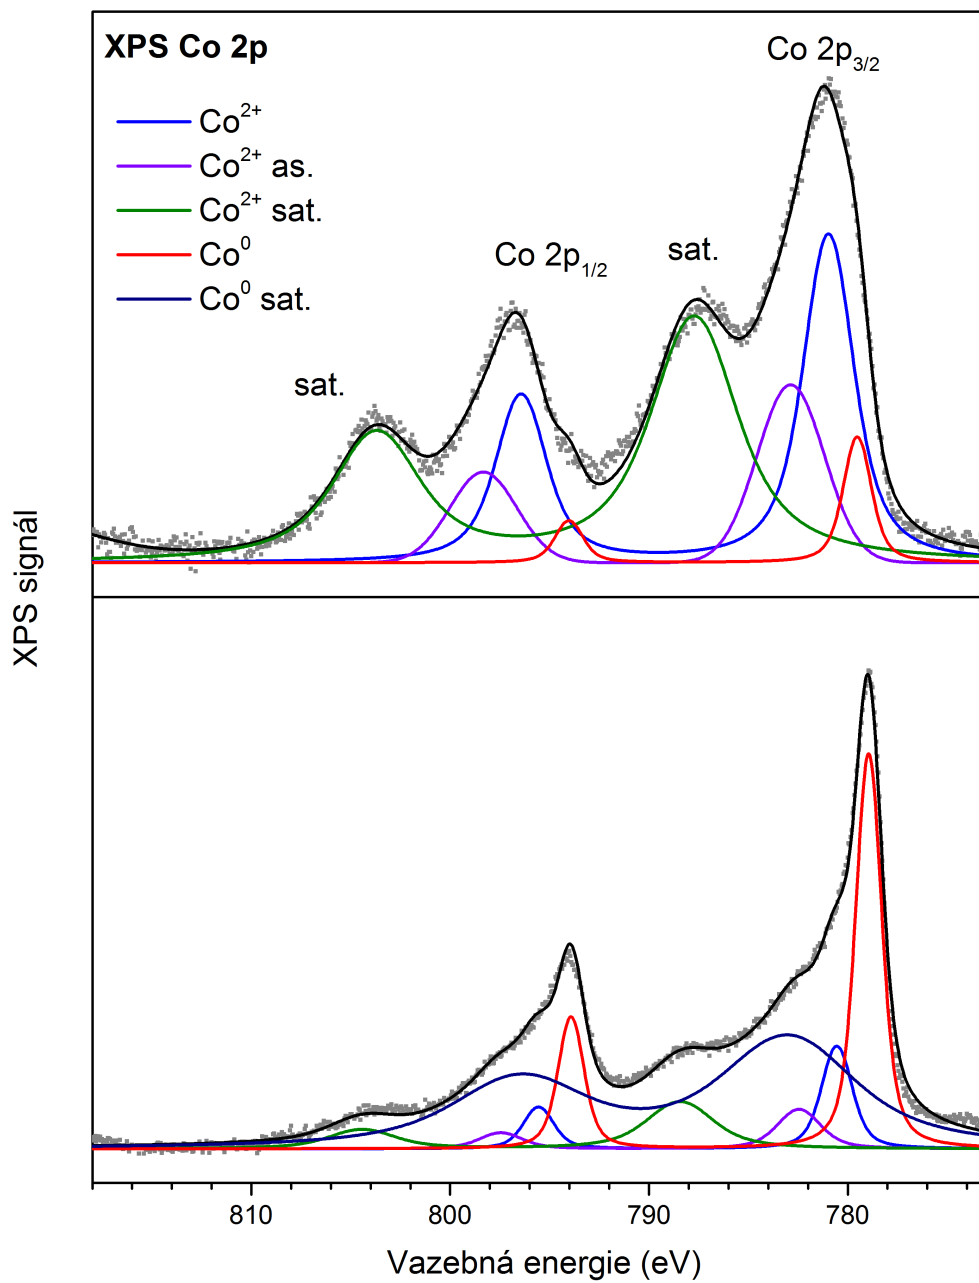 XPS Co 2p
Co 2p3/2
Co²⁺
Co²⁺ as.
Co²⁺ sat.
Co⁰
Co⁰ sat.
Co 2p1/2
sat.
sat.
XPS signál
810
800
790
780
Vazebná energie (eV)